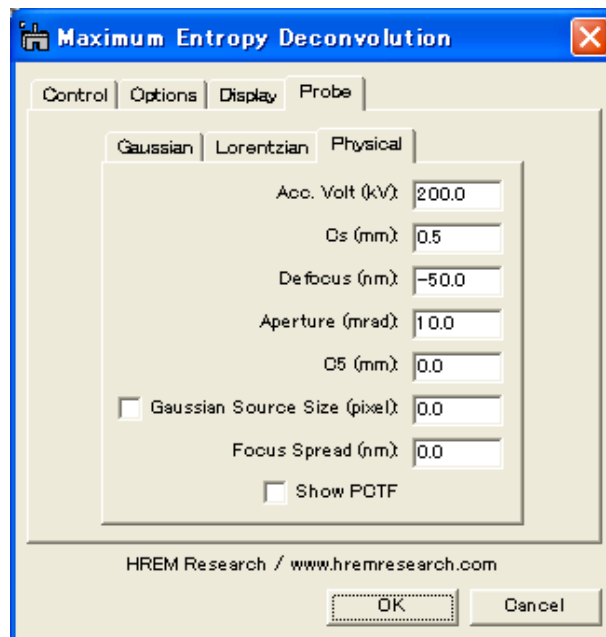 Maximum Entropy Deconvolution
Control Options Display Probe
Gaussian Lorentzian Physical
Acc. Volt (kV): 200.0
Cs (mm): 0.5
Defocus (nm): -50.0
Aperture (mrad): 10.0
C5 (mm): 0.0
Gaussian Source Size (pixel): 0.0
Focus Spread (nm): 0.0
Show PCTF
HREM Research / www.hremresearch.com
OK Cancel